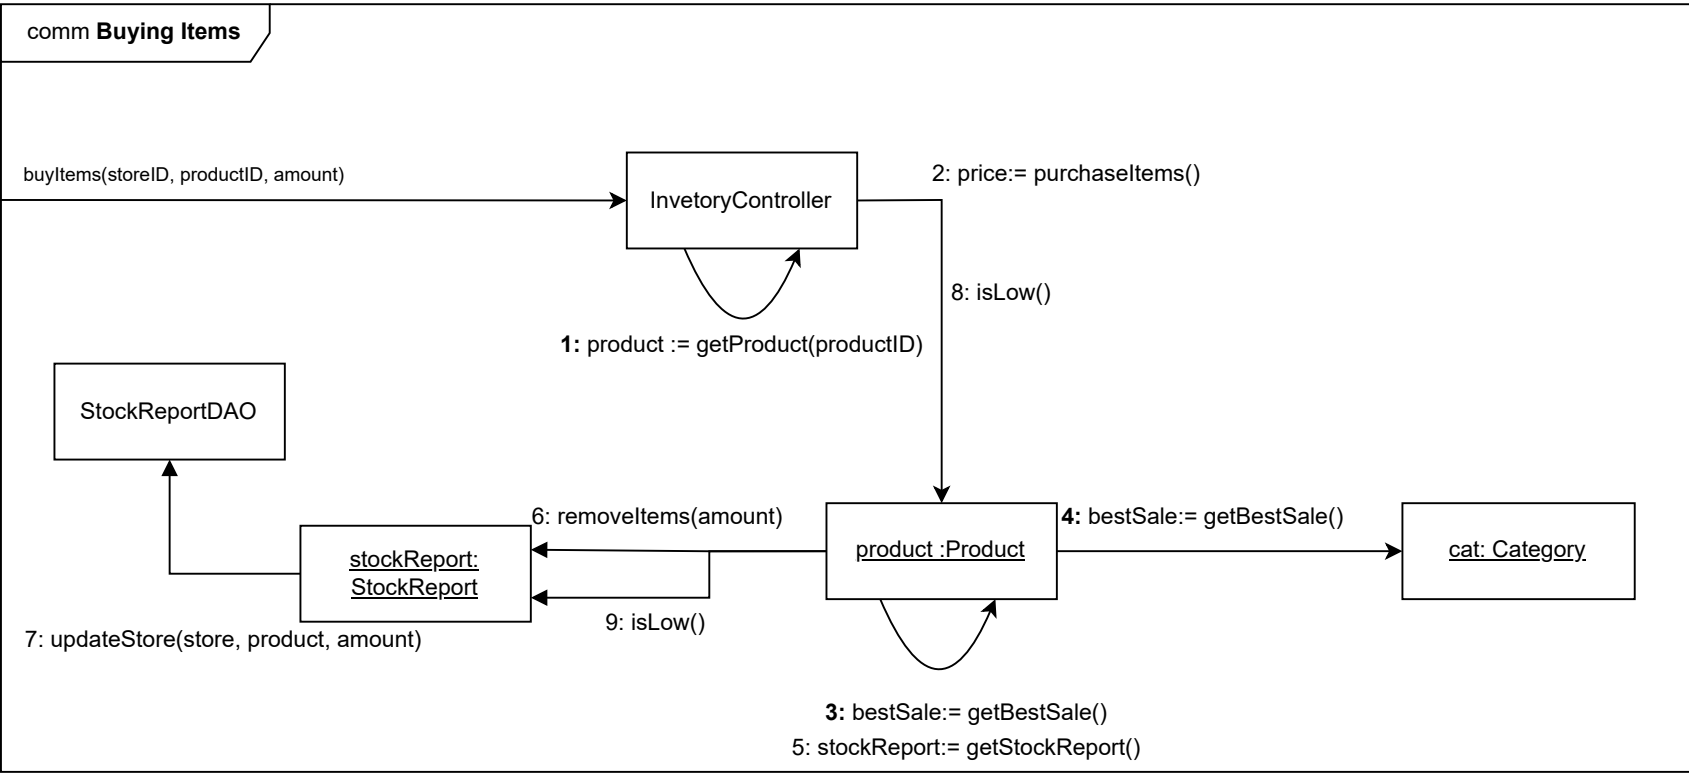 comm Buying Items
buyItems(storeID, productID, amount)
InvetoryController
2: price:= purchaseItems()
8: isLow()
1: product := getProduct(productID)
StockReportDAO
6: removeItems(amount)
product :Product
4: bestSale:= getBestSale()
cat: Category
stockReport:
StockReport
9: isLow()
7: updateStore(store, product, amount)
3: bestSale:= getBestSale()
5: stockReport:= getStockReport()